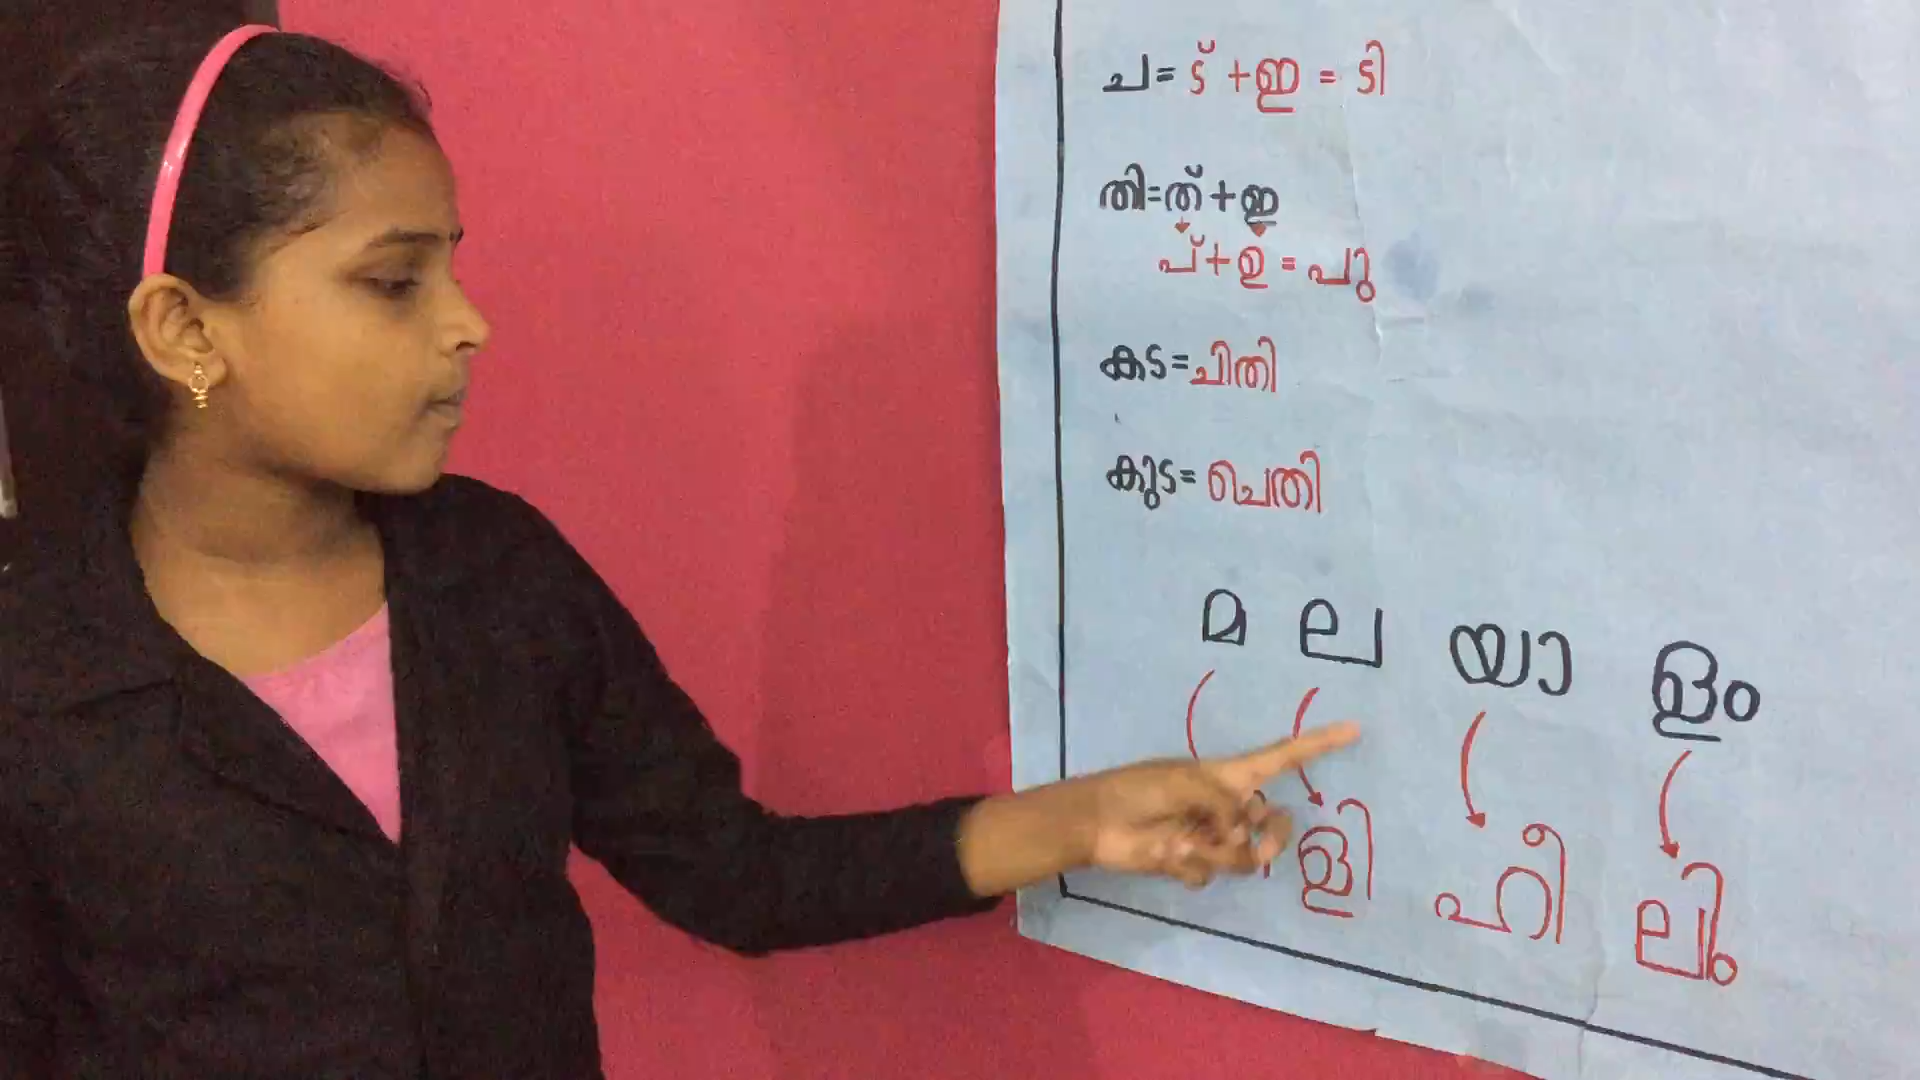 ച= ട് +ഇ = ടി
തി=ത് +ഇ
പ്+ഉ = പു
കട=ചിതി
കുട= ചെതി
മ ല യാ ളം
ളി ഹീ ലിം